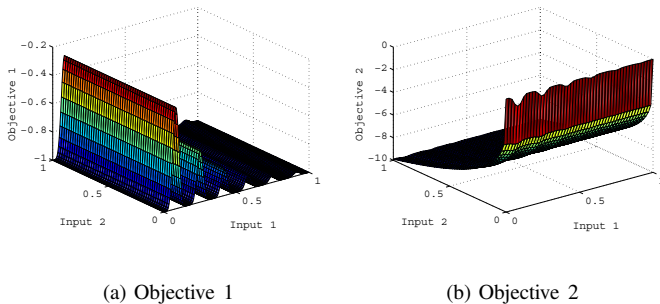 −0.2
−0.4
−0.6
−0.8
−1
Objective 1
1
0.5
0
Input 2
0
0.5
1
Input 1
(a) Objective 1
0
−2
−4
−6
−8
−10
Objective 2
1
0.5
0
Input 2
0
0.5
1
Input 1
(b) Objective 2